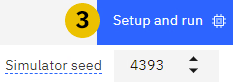 3 Setup and run
Simulator seed 4393